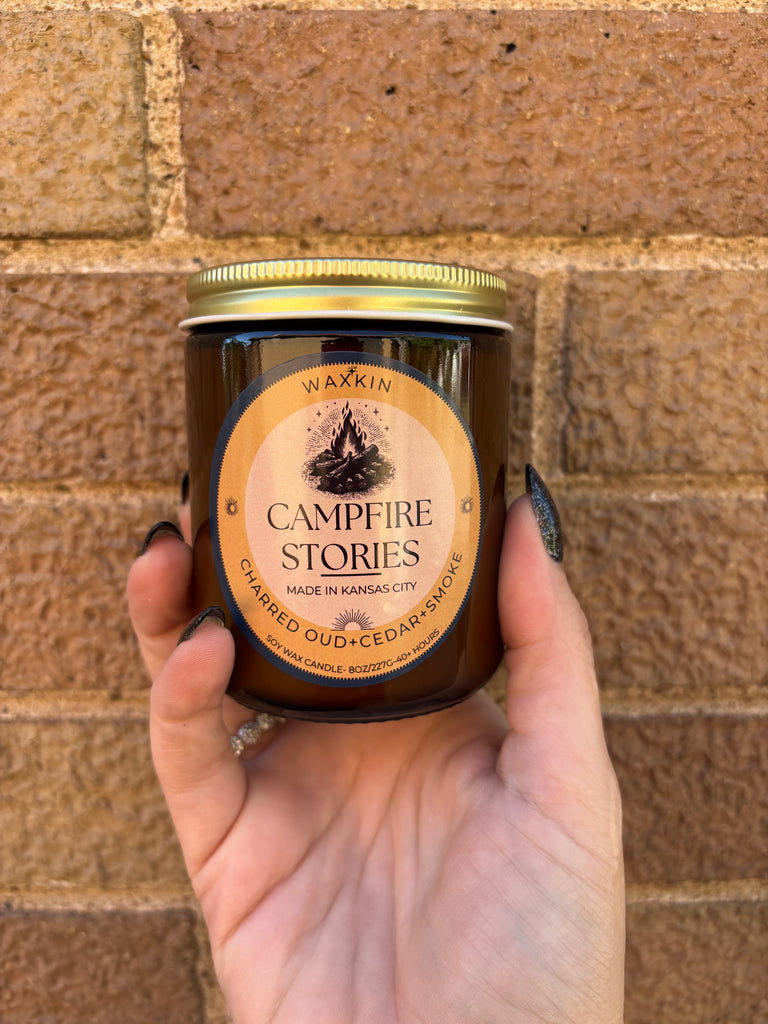 WAXKIN
CAMPFIRE
STORIES
MADE IN KANSAS CITY
CHARRED OUD+CEDAR+SMOKE
SOY WAX CANDLE- 8OZ/227G-40+ HOURS